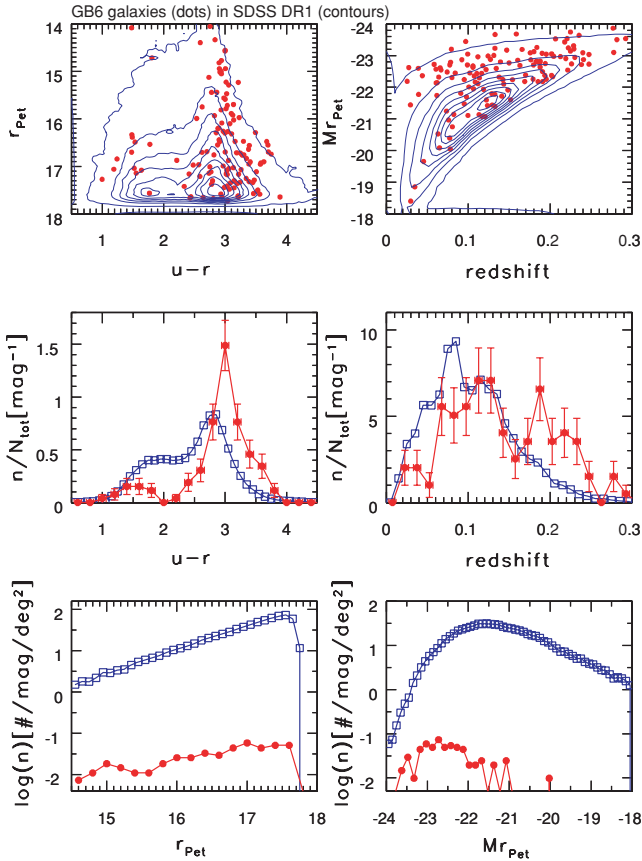 GB6 galaxies (dots) in SDSS DR1 (contours)
14
15
16
17
18
r_Pet
1 2 3 4
u-r
-24
-23
-22
-21
-20
-19
-18
Mr_Pet
0 0.1 0.2 0.3
redshift
1.5
1
0.5
0
n/N_tot[mag^-1]
1 2 3 4
u-r
10
5
0
n/N_tot[mag^-1]
0 0.1 0.2 0.3
redshift
2
1
0
-1
-2
log(n)[#/mag/deg^2]
15 16 17 18
r_Pet
2
1
0
-1
-2
log(n)[#/mag/deg^2]
-24 -23 -22 -21 -20 -19 -18
Mr_Pet